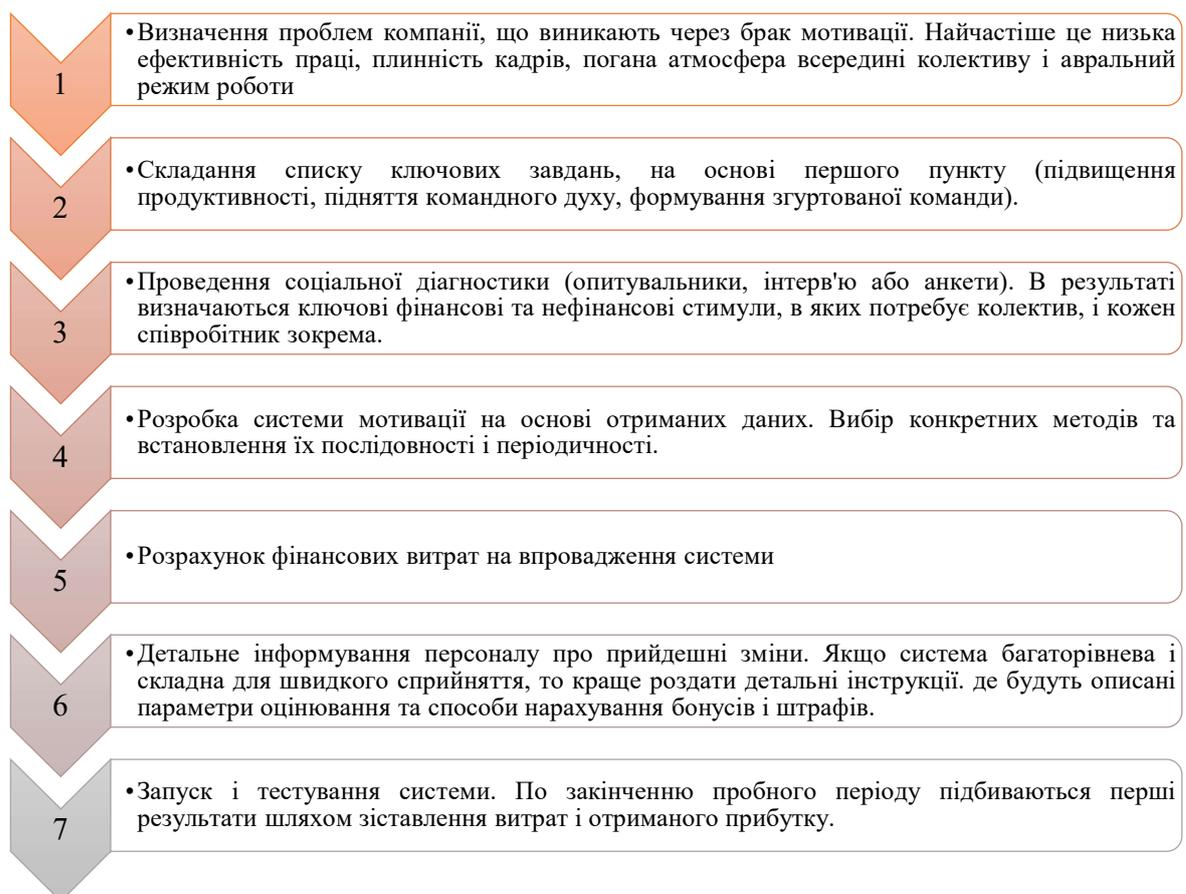 1
•Визначення проблем компанії, що виникають через брак мотивації. Найчастіше це низька
ефективність праці, плинність кадрів, погана атмосфера всередині колективу і авральний
режим роботи
2
•Складання списку ключових завдань, на основі першого пункту (підвищення
продуктивності, підняття командного духу, формування згуртованої команди).
3
•Проведення соціальної діагностики (опитувальники, інтерв'ю або анкети). В результаті
визначаються ключові фінансові та нефінансові стимули, в яких потребує колектив, і кожен
співробітник зокрема.
4
•Розробка системи мотивації на основі отриманих даних. Вибір конкретних методів та
встановлення їх послідовності і періодичності.
5
•Розрахунок фінансових витрат на впровадження системи
6
•Детальне інформування персоналу про прийдешні зміни. Якщо система багаторівнева і
складна для швидкого сприйняття, то краще роздати детальні інструкції. де будуть описані
параметри оцінювання та способи нарахування бонусів і штрафів.
7
•Запуск і тестування системи. По закінченню пробного періоду підбиваються перші
результати шляхом зіставлення витрат і отриманого прибутку.